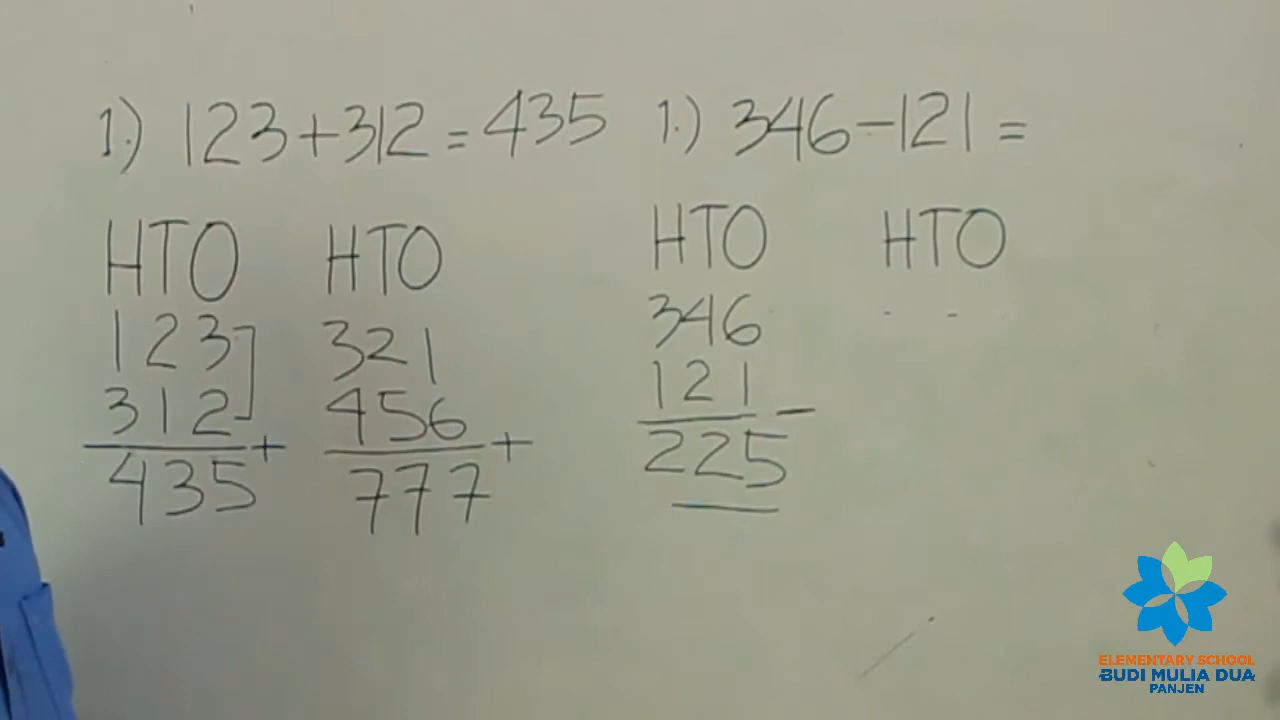 1.) 123+312=435
HTO
123
312
+
435
HTO
321
456
+
777
1.) 346-121=
HTO
346
121
-
225
HTO
ELEMENTARY SCHOOL
BUDI MULIA DUA
PANJEN